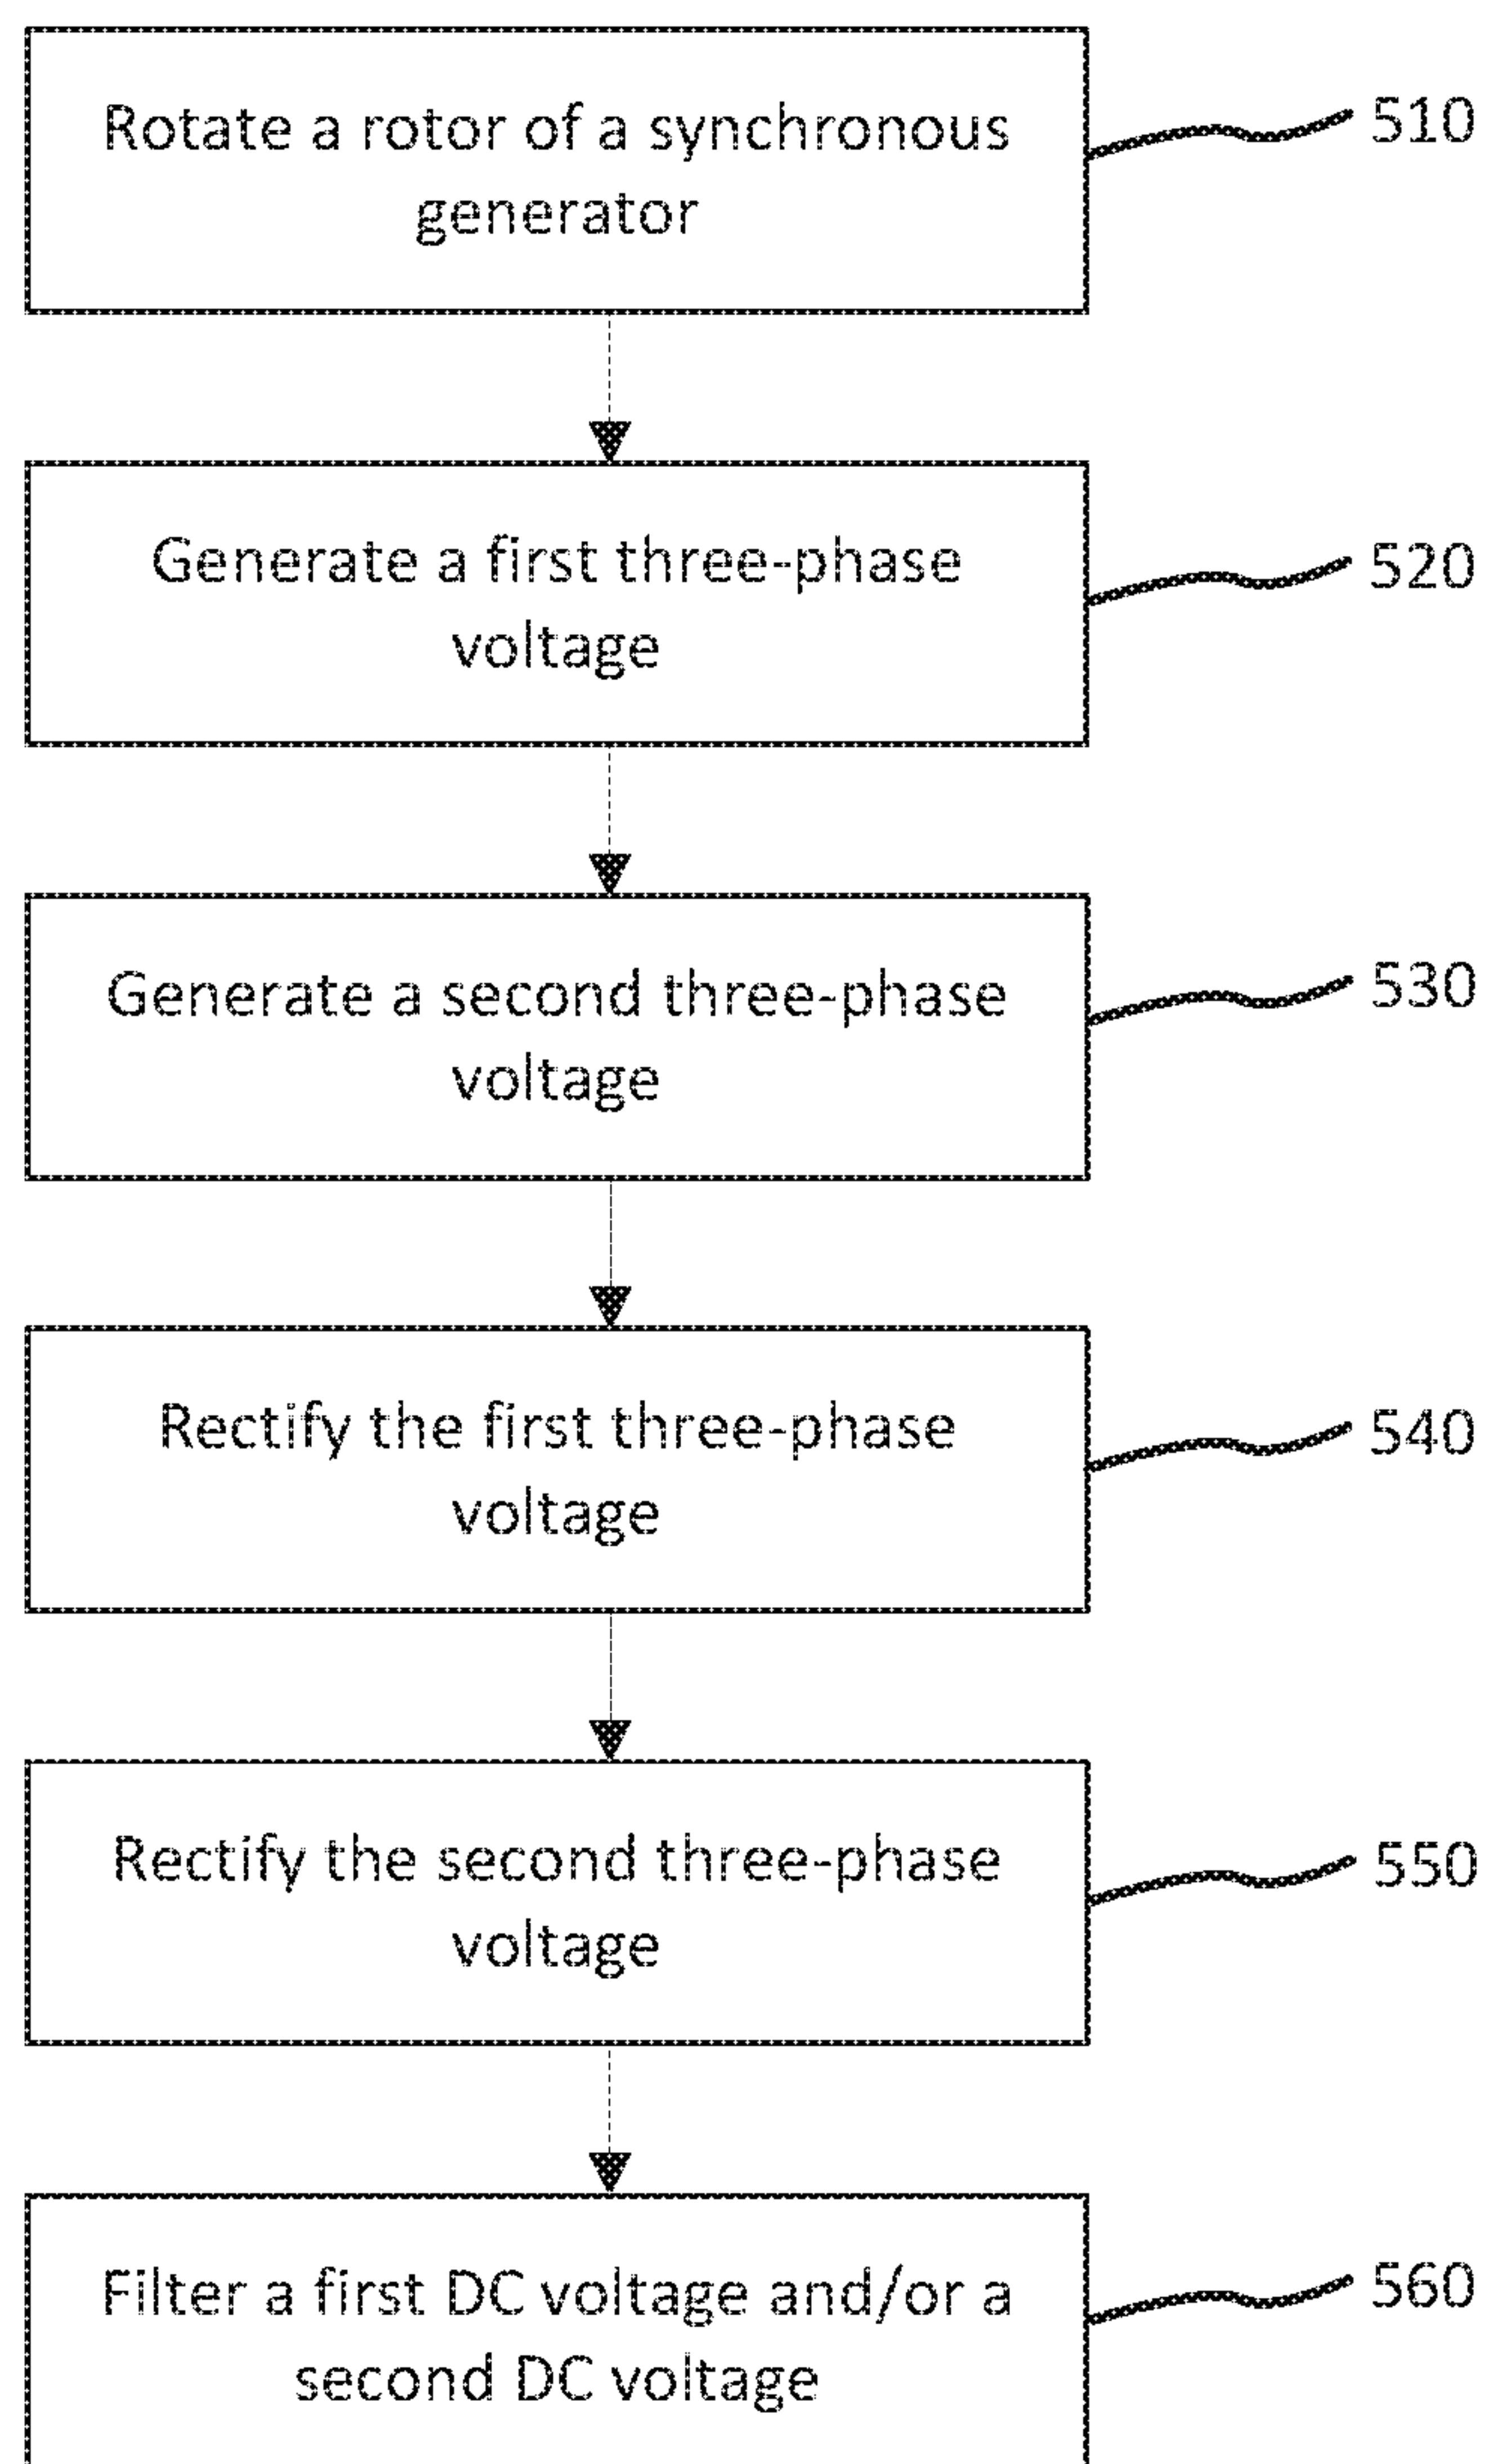 Rotate a rotor of a synchronous
generator
510
Generate a first three-phase
voltage
520
Generate a second three-phase
voltage
530
Rectify the first three-phase
voltage
540
Rectify the second three-phase
voltage
550
Filter a first DC voltage and/or a
second DC voltage
560